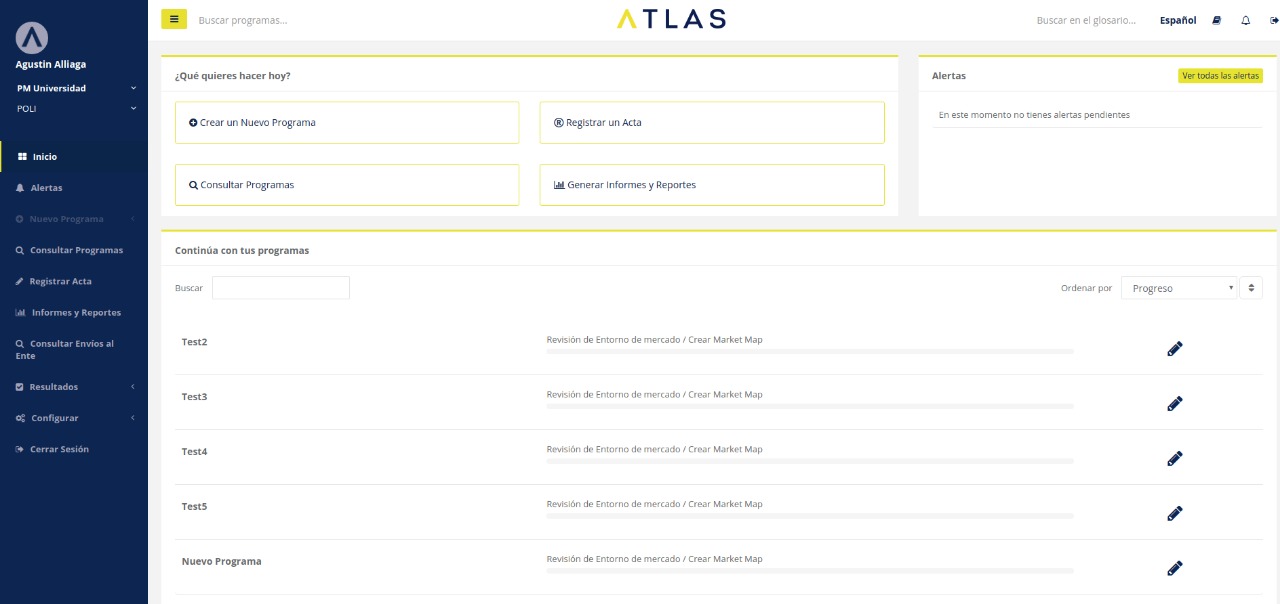 Agustin Alliaga
PM Universidad
POLI
Inicio
Alertas
Nuevo Programa
Consultar Programas
Registrar Acta
Informes y Reportes
Consultar Envíos al
Ente
Resultados
Configurar
Cerrar Sesión
Buscar programas...
ATLAS
Buscar en el glosario...
Español
¿Qué quieres hacer hoy?
Crear un Nuevo Programa
Registrar un Acta
Consultar Programas
Generar Informes y Reportes
Alertas
Ver todas las alertas
En este momento no tienes alertas pendientes
Continúa con tus programas
Buscar
Ordenar por
Progreso
Test2
Revisión de Entorno de mercado / Crear Market Map
Test3
Revisión de Entorno de mercado / Crear Market Map
Test4
Revisión de Entorno de mercado / Crear Market Map
Test5
Revisión de Entorno de mercado / Crear Market Map
Nuevo Programa
Revisión de Entorno de mercado / Crear Market Map